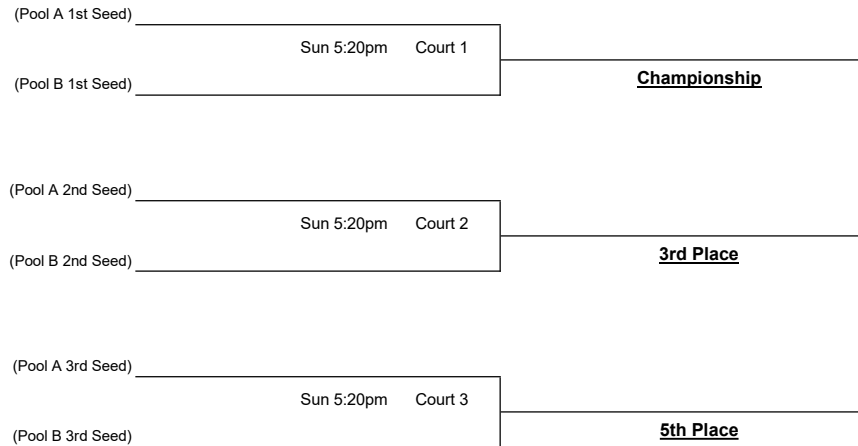 (Pool A 1st Seed)
Sun 5:20pm Court 1
Championship
(Pool B 1st Seed)
(Pool A 2nd Seed)
Sun 5:20pm Court 2
3rd Place
(Pool B 2nd Seed)
(Pool A 3rd Seed)
Sun 5:20pm Court 3
5th Place
(Pool B 3rd Seed)